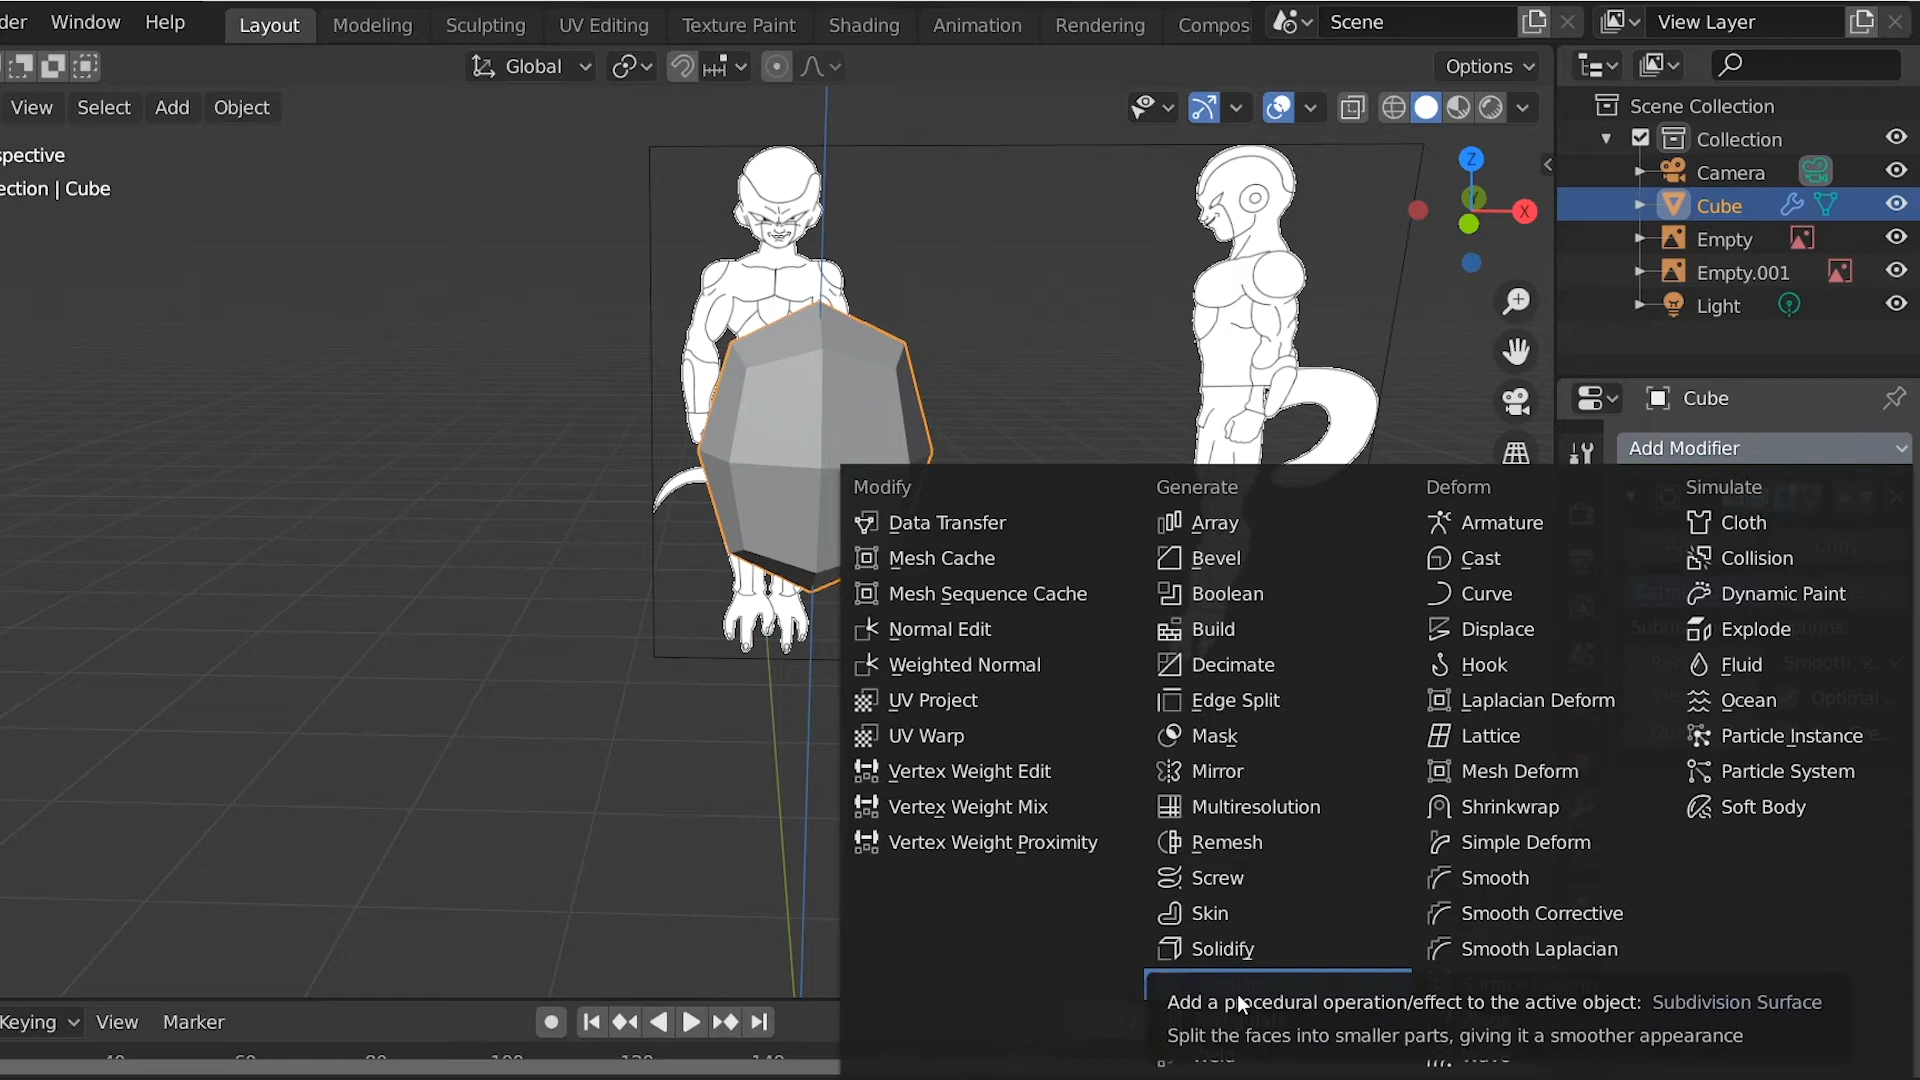 der Window Help Layout Modeling Sculpting UV Editing Texture Paint Shading Animation Rendering Compos Scene View Layer
Global Options
View Select Add Object
spective
ection | Cube
Z
Y
X
Scene Collection
Collection
Camera
Cube
Empty
Empty.001
Light
Cube
Add Modifier
Modify
Data Transfer
Mesh Cache
Mesh Sequence Cache
Normal Edit
Weighted Normal
UV Project
UV Warp
Vertex Weight Edit
Vertex Weight Mix
Vertex Weight Proximity
Generate
Array
Bevel
Boolean
Build
Decimate
Edge Split
Mask
Mirror
Multiresolution
Remesh
Screw
Skin
Solidify
Deform
Armature
Cast
Curve
Displace
Hook
Laplacian Deform
Lattice
Mesh Deform
Shrinkwrap
Simple Deform
Smooth
Smooth Corrective
Smooth Laplacian
Simulate
Cloth
Collision
Dynamic Paint
Explode
Fluid
Ocean
Particle Instance
Particle System
Soft Body
Add a procedural operation/effect to the active object: Subdivision Surface
Split the faces into smaller parts, giving it a smoother appearance
Keying View Marker